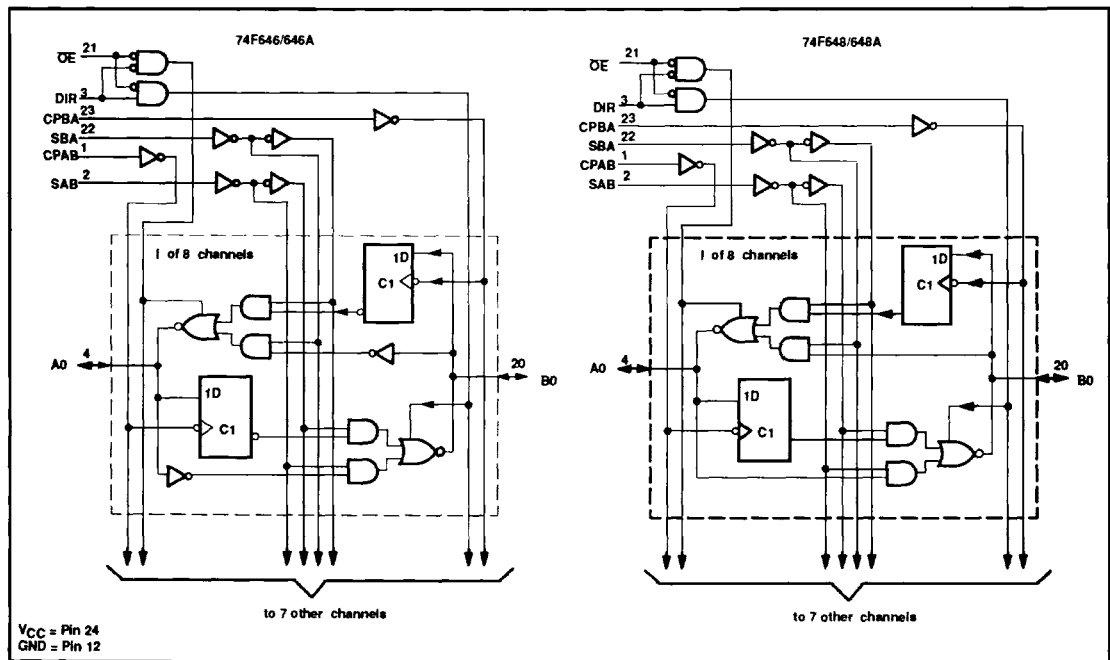 74F646/646A
OE 21
DIR 3
CPBA 23
SBA 22
CPAB 1
SAB 2
I of 8 channels
1D
C1
A0 4
20 B0
1D
C1
to 7 other channels
VCC = Pin 24
GND = Pin 12
74F648/648A
OE 21
DIR 3
CPBA 23
SBA 22
CPAB 1
SAB 2
I of 8 channels
1D
C1
A0 4
20 B0
1D
C1
to 7 other channels